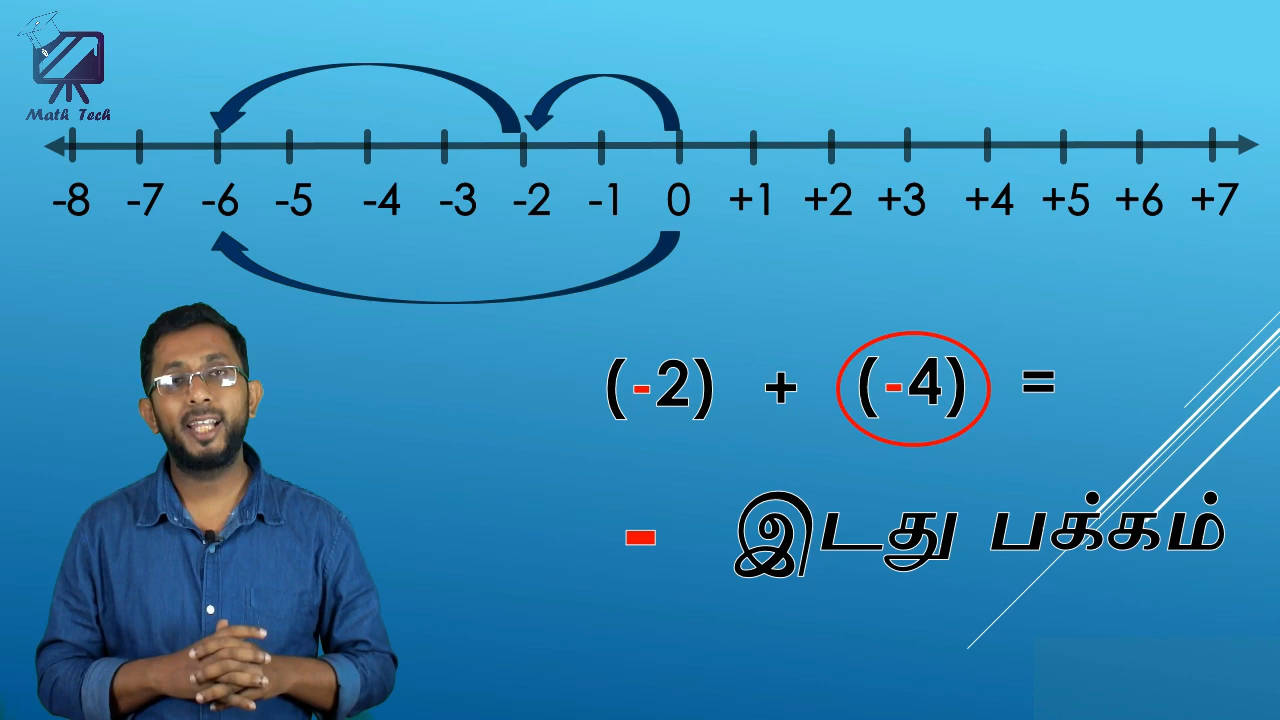 Math Tech
-8 -7 -6 -5 -4 -3 -2 -1 0 +1 +2 +3 +4 +5 +6 +7
(-2) + (-4) =
- இடது பக்கம்